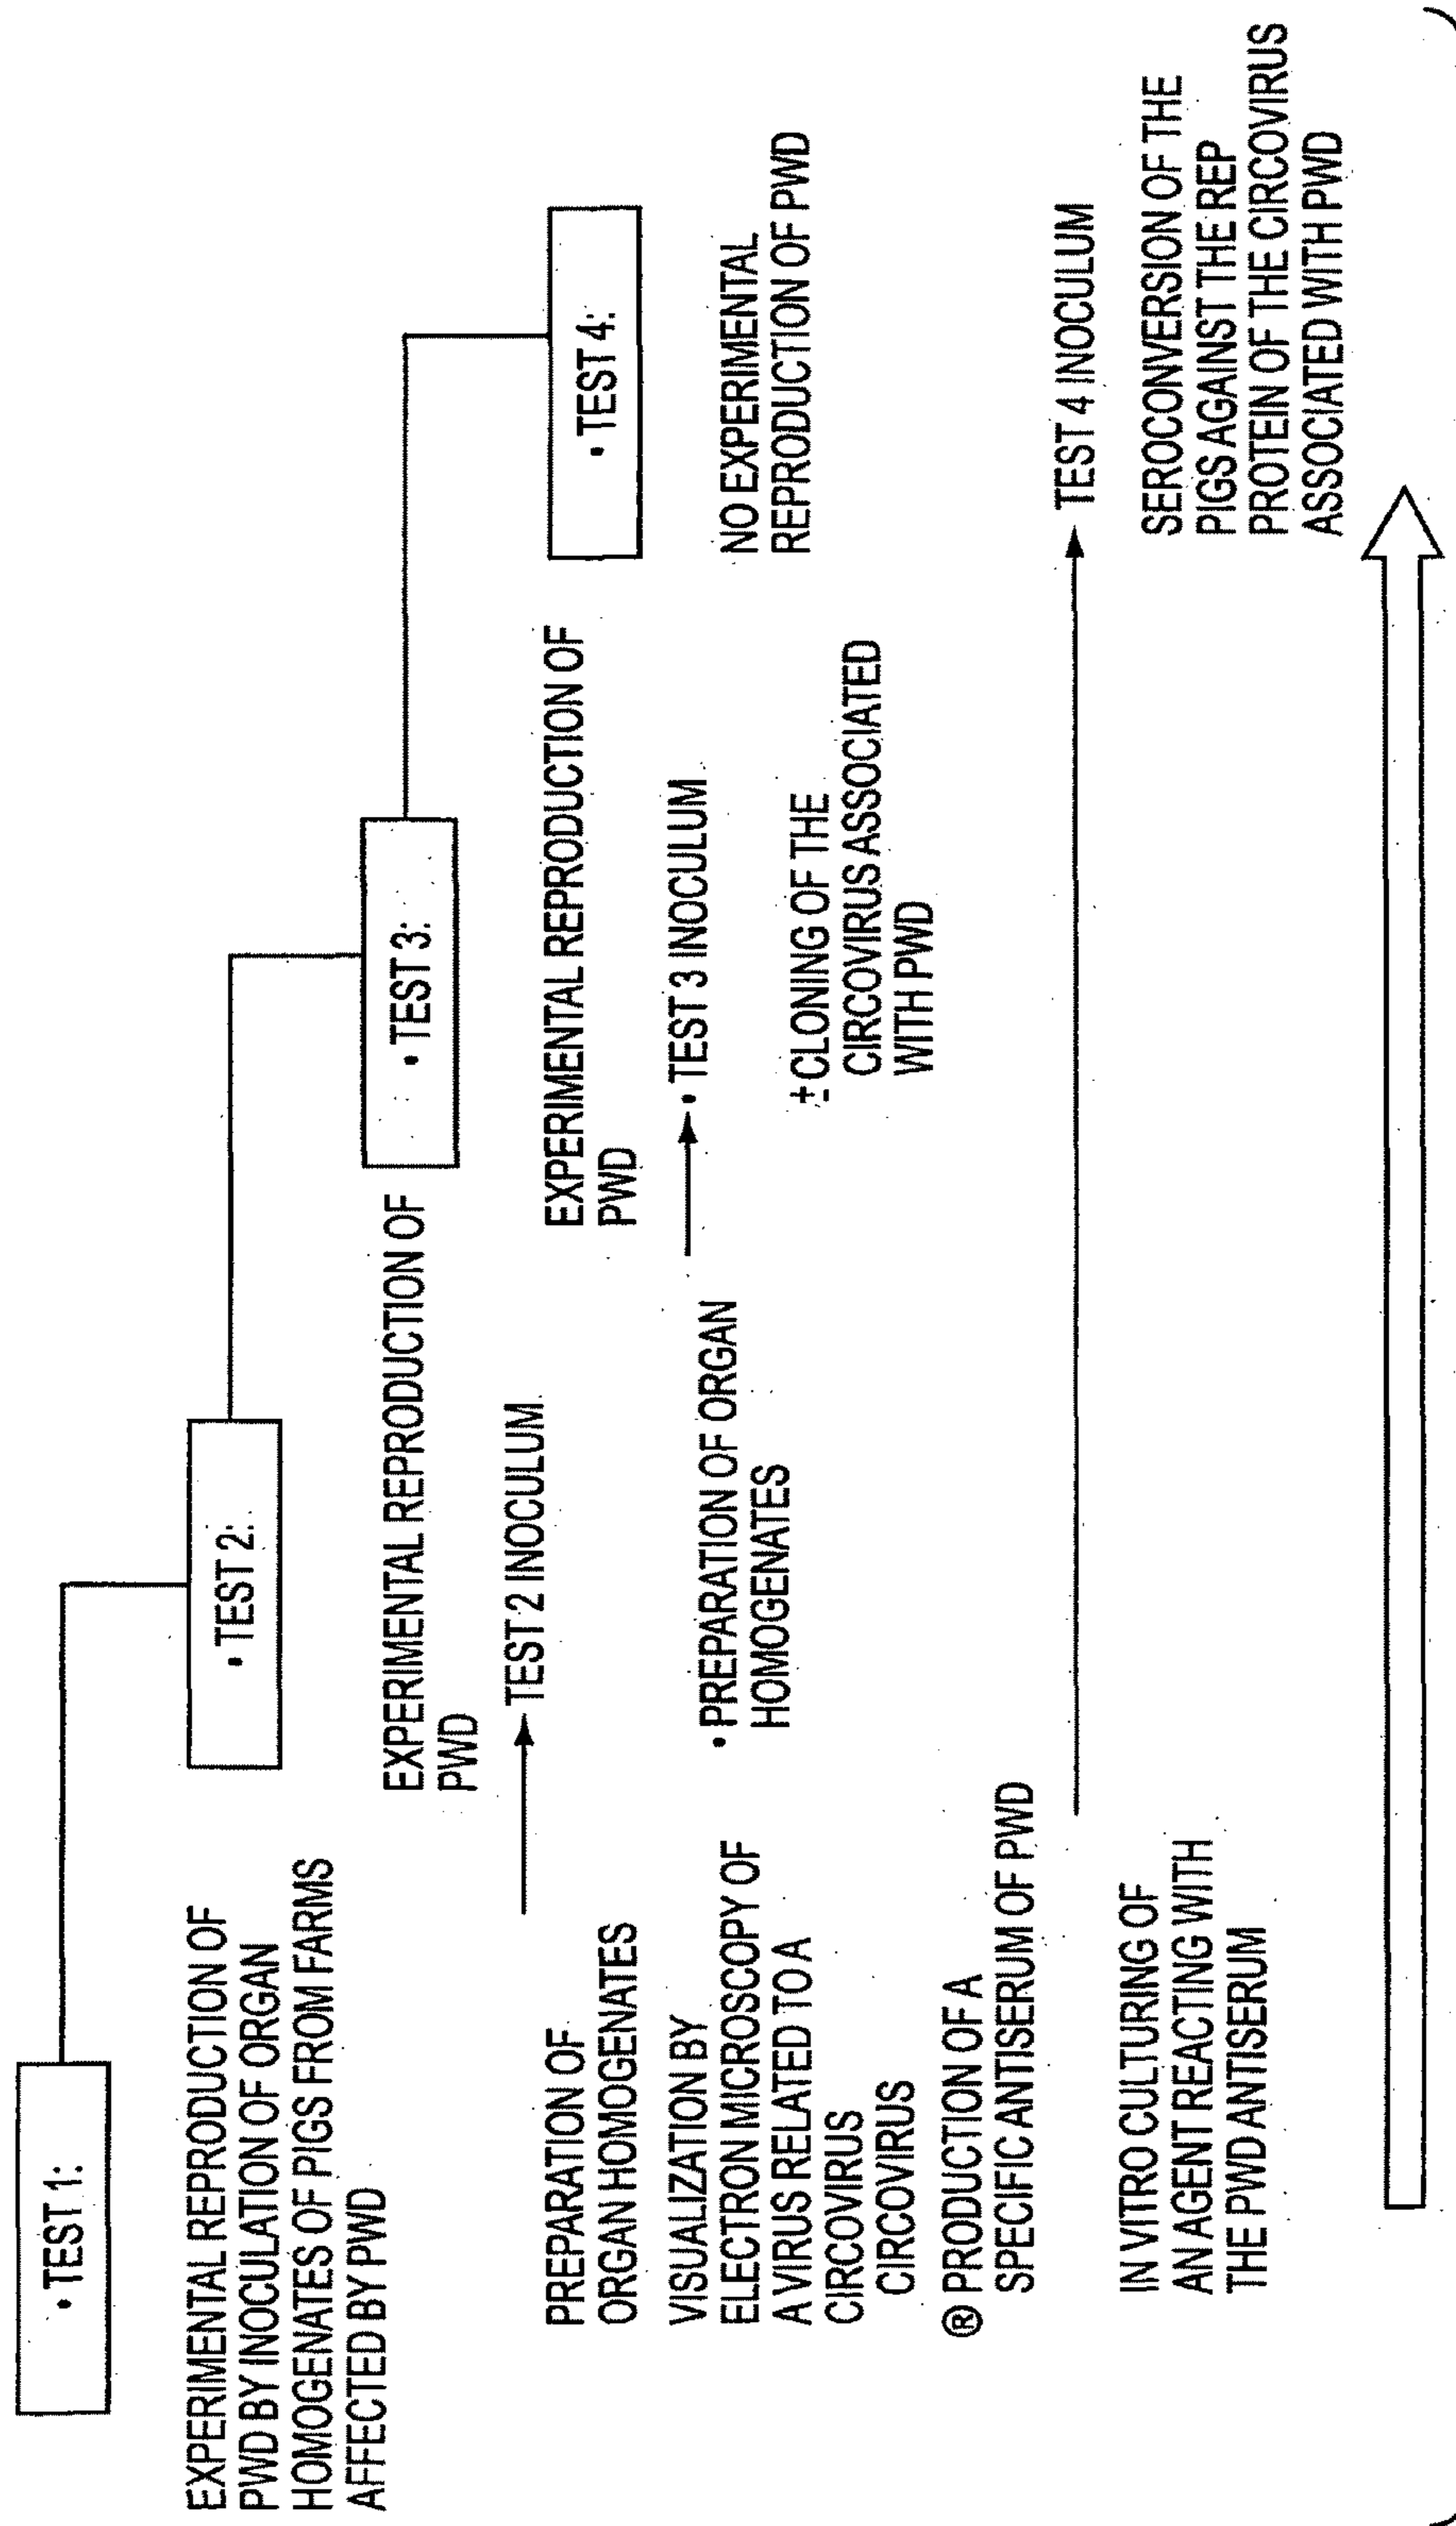 • TEST 1:
EXPERIMENTAL REPRODUCTION OF
PWD BY INOCULATION OF ORGAN
HOMOGENATES OF PIGS FROM FARMS
AFFECTED BY PWD
PREPARATION OF
ORGAN HOMOGENATES
VISUALIZATION BY
ELECTRON MICROSCOPY OF
A VIRUS RELATED TO A
CIRCOVIRUS
CIRCOVIRUS
® PRODUCTION OF A
SPECIFIC ANTISERUM OF PWD
IN VITRO CULTURING OF
AN AGENT REACTING WITH
THE PWD ANTISERUM
• TEST 2:
EXPERIMENTAL REPRODUCTION OF
PWD
TEST 2 INOCULUM
• PREPARATION OF ORGAN
HOMOGENATES
• TEST 3:
EXPERIMENTAL REPRODUCTION OF
PWD
• TEST 3 INOCULUM
± CLONING OF THE
CIRCOVIRUS ASSOCIATED
WITH PWD
• TEST 4:
NO EXPERIMENTAL
REPRODUCTION OF PWD
TEST 4 INOCULUM
SEROCONVERSION OF THE
PIGS AGAINST THE REP
PROTEIN OF THE CIRCOVIRUS
ASSOCIATED WITH PWD